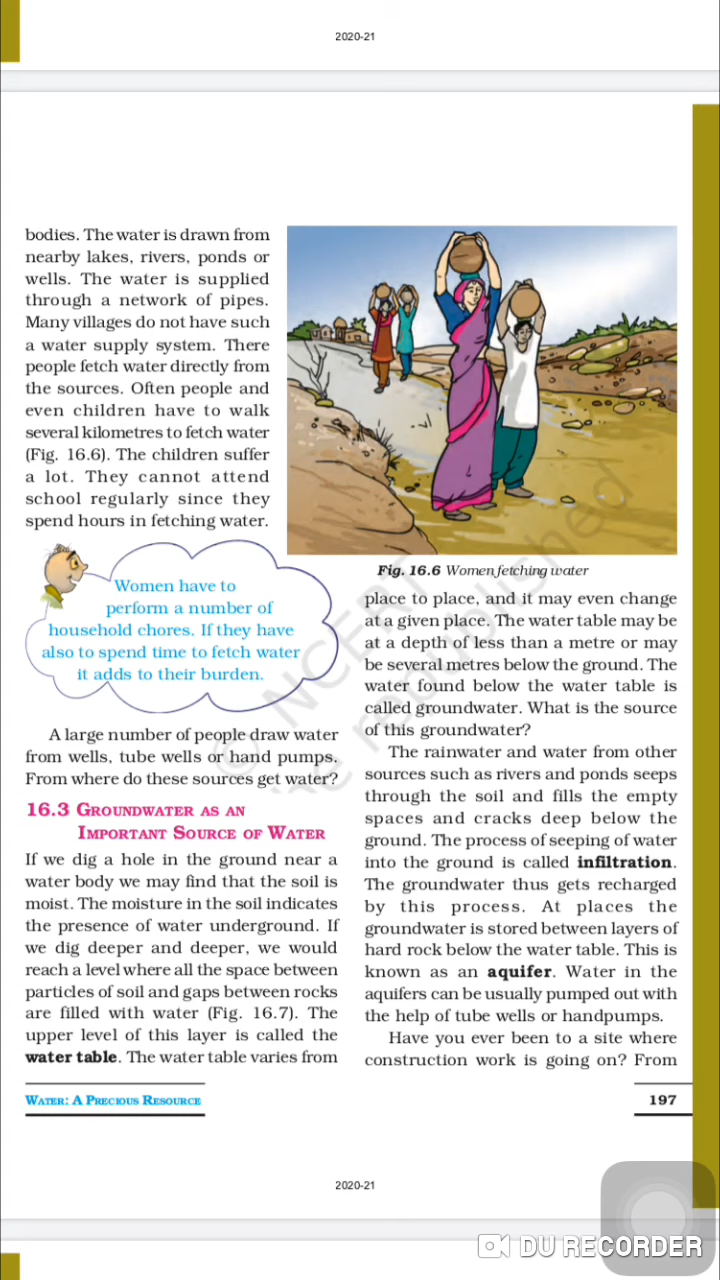 2020-21
bodies. The water is drawn from
nearby lakes, rivers, ponds or
wells. The water is supplied
through a network of pipes.
Many villages do not have such
a water supply system. There
people fetch water directly from
the sources. Often people and
even children have to walk
several kilometres to fetch water
(Fig. 16.6). The children suffer
a lot. They cannot attend
school regularly since they
spend hours in fetching water.
Women have to
perform a number of
household chores. If they have
also to spend time to fetch water
it adds to their burden.
A large number of people draw water
from wells, tube wells or hand pumps.
From where do these sources get water?
16.3 GROUNDWATER AS AN
IMPORTANT SOURCE OF WATER
If we dig a hole in the ground near a
water body we may find that the soil is
moist. The moisture in the soil indicates
the presence of water underground. If
we dig deeper and deeper, we would
reach a level where all the space between
particles of soil and gaps between rocks
are filled with water (Fig. 16.7). The
upper level of this layer is called the
water table. The water table varies from
Fig. 16.6 Women fetching water
place to place, and it may even change
at a given place. The water table may be
at a depth of less than a metre or may
be several metres below the ground. The
water found below the water table is
called groundwater. What is the source
of this groundwater?
The rainwater and water from other
sources such as rivers and ponds seeps
through the soil and fills the empty
spaces and cracks deep below the
ground. The process of seeping of water
into the ground is called infiltration.
The groundwater thus gets recharged
by this process. At places the
groundwater is stored between layers of
hard rock below the water table. This is
known as an aquifer. Water in the
aquifers can be usually pumped out with
the help of tube wells or handpumps.
Have you ever been to a site where
construction work is going on? From
© NCERT
be republished
WATER: A PRECIOUS RESOURCE
197
2020-21
DU RECORDER